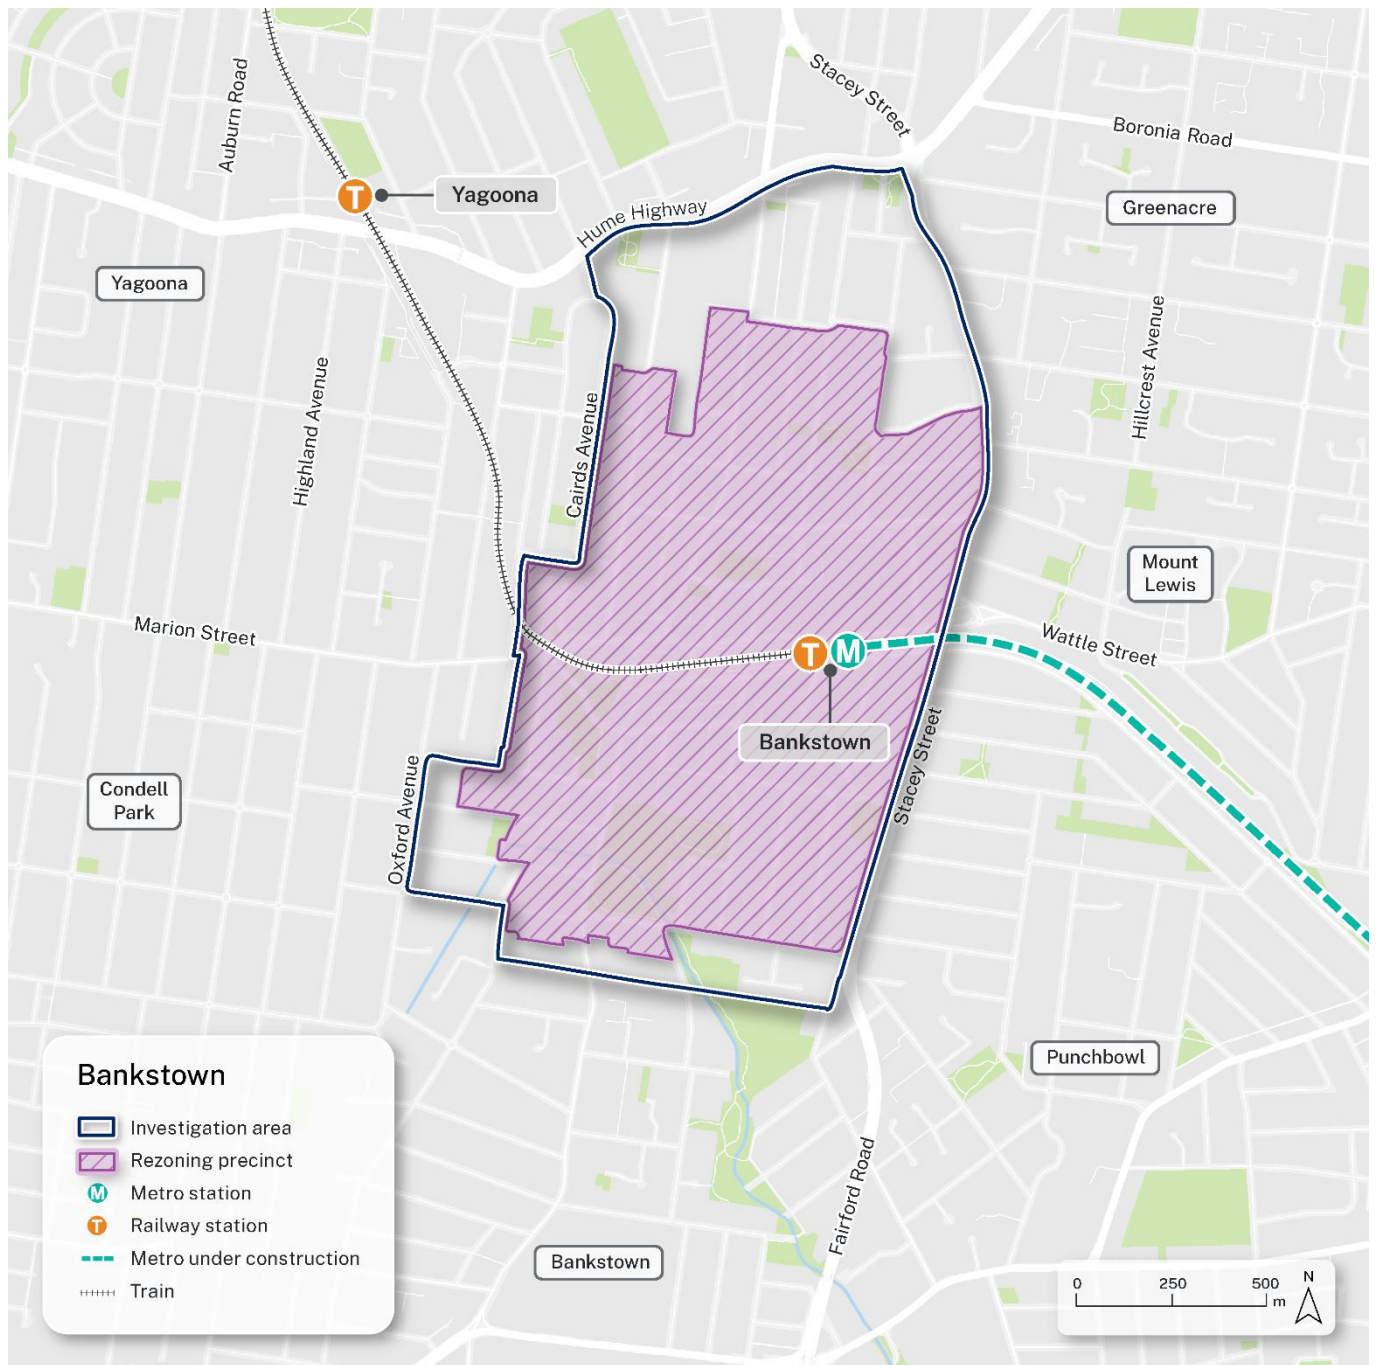 Stacey Street
Auburn Road
Boronia Road
T
Yagoona
Greenacre
Hume Highway
Yagoona
Hillcrest Avenue
Highland Avenue
Cairds Avenue
Mount
Lewis
Marion Street
Wattle Street
T
M
Bankstown
Stacey Street
Condell
Park
Oxford Avenue
Punchbowl
Fairford Road
Bankstown
Bankstown
Investigation area
Rezoning precinct
M
Metro station
T
Railway station
Metro under construction
Train
0 250 500
m
N